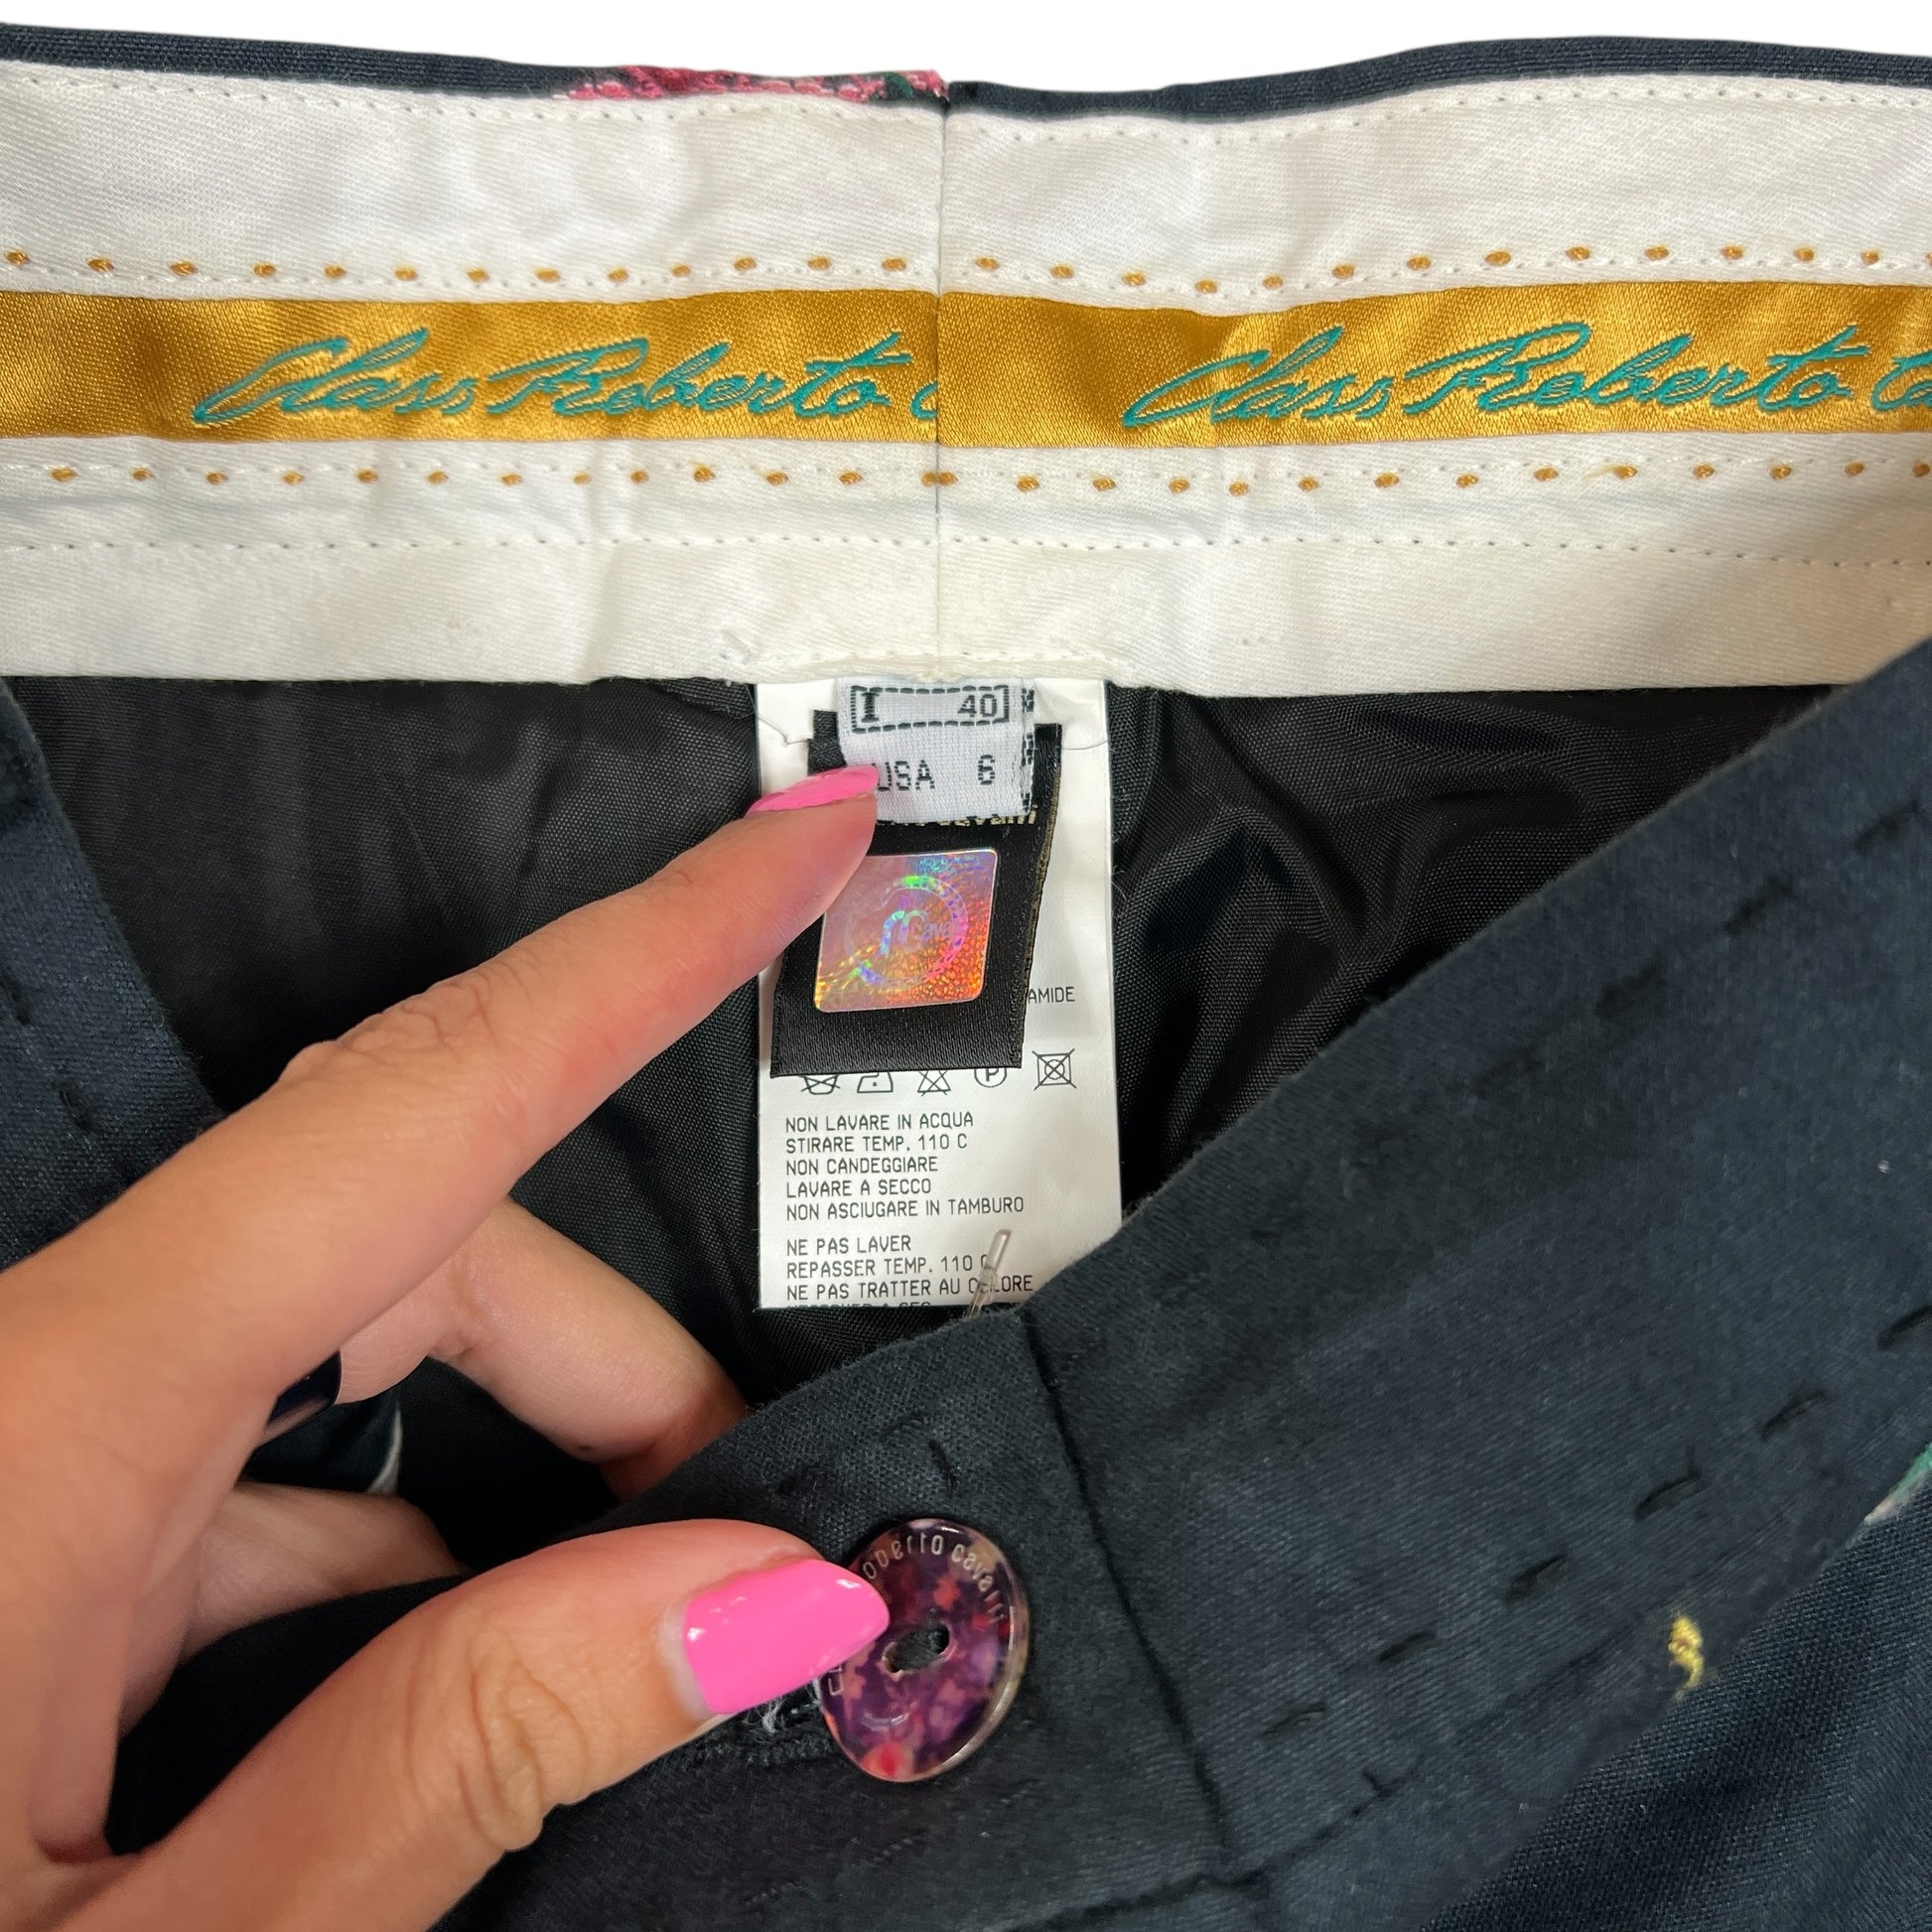 Class Roberto
Class Roberto Ca
I 40
USA 6
AMIDE
P
NON LAVARE IN ACQUA
STIRARE TEMP. 110 C
NON CANDEGGIARE
LAVARE A SECCO
NON ASCIUGARE IN TAMBURO
NE PAS LAVER
REPASSER TEMP. 110 C
NE PAS TRATTER AU CHLORE
roberto cavalli